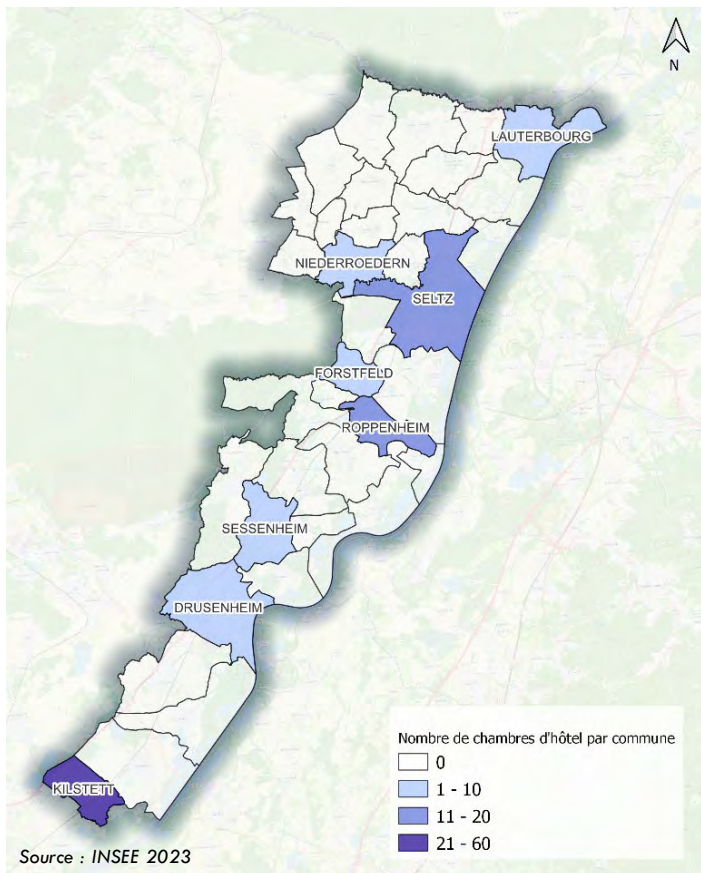 N
LAUTERBOURG
NIEDERROEDERN
SELTZ
FORSTFELD
ROPPENHEIM
SESSENHEIM
DRUSENHEIM
KILSTETT
Nombre de chambres d'hôtel par commune
0
1 - 10
11 - 20
21 - 60
Source : INSEE 2023